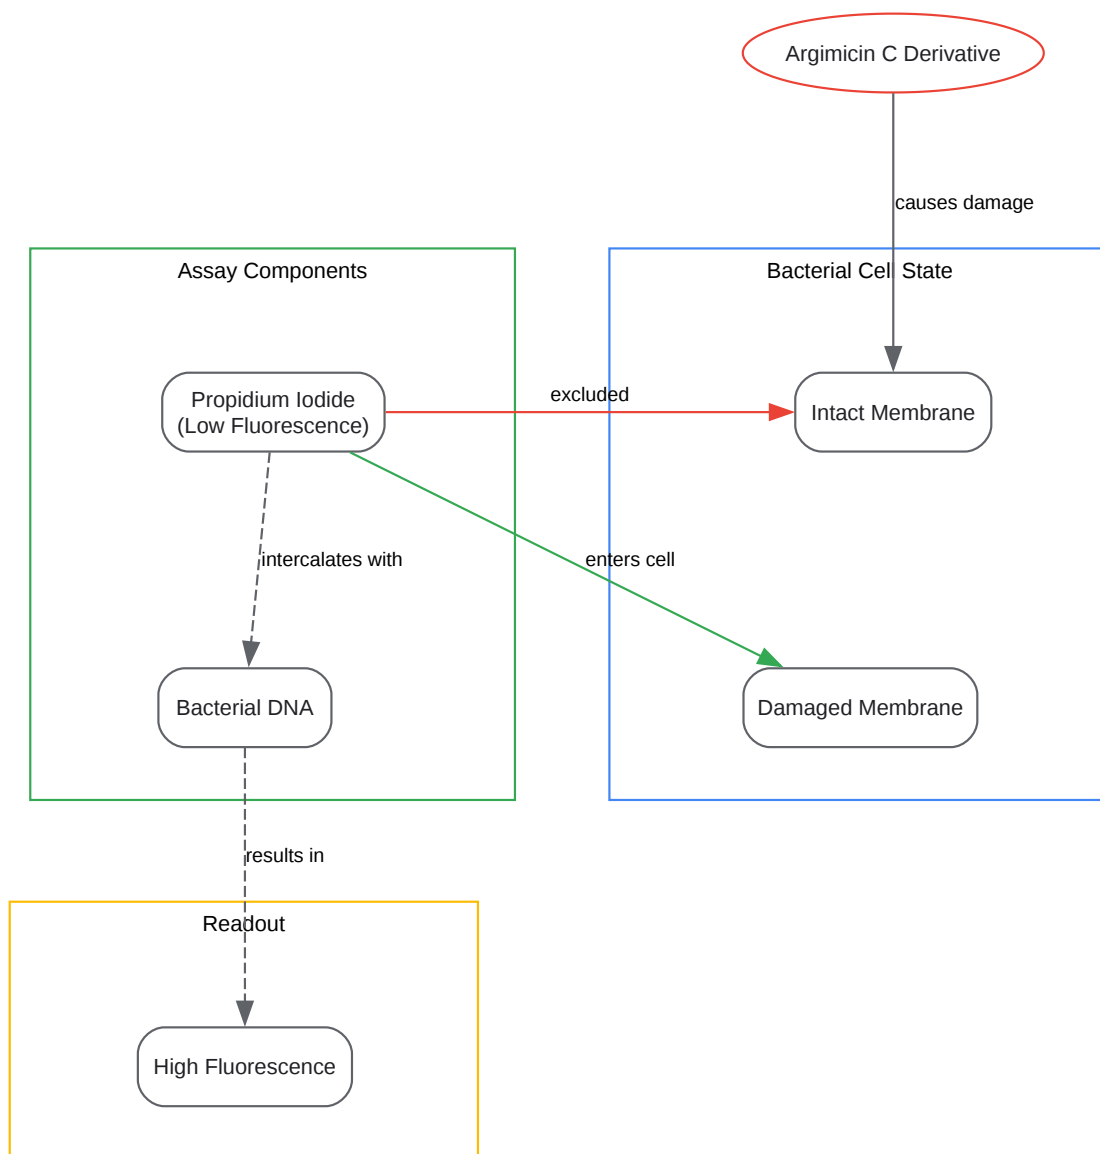 Argimicin C Derivative
causes damage
Assay Components
Bacterial Cell State
Propidium Iodide
(Low Fluorescence)
excluded
Intact Membrane
intercalates with
enters cell
Bacterial DNA
Damaged Membrane
results in
Readout
High Fluorescence